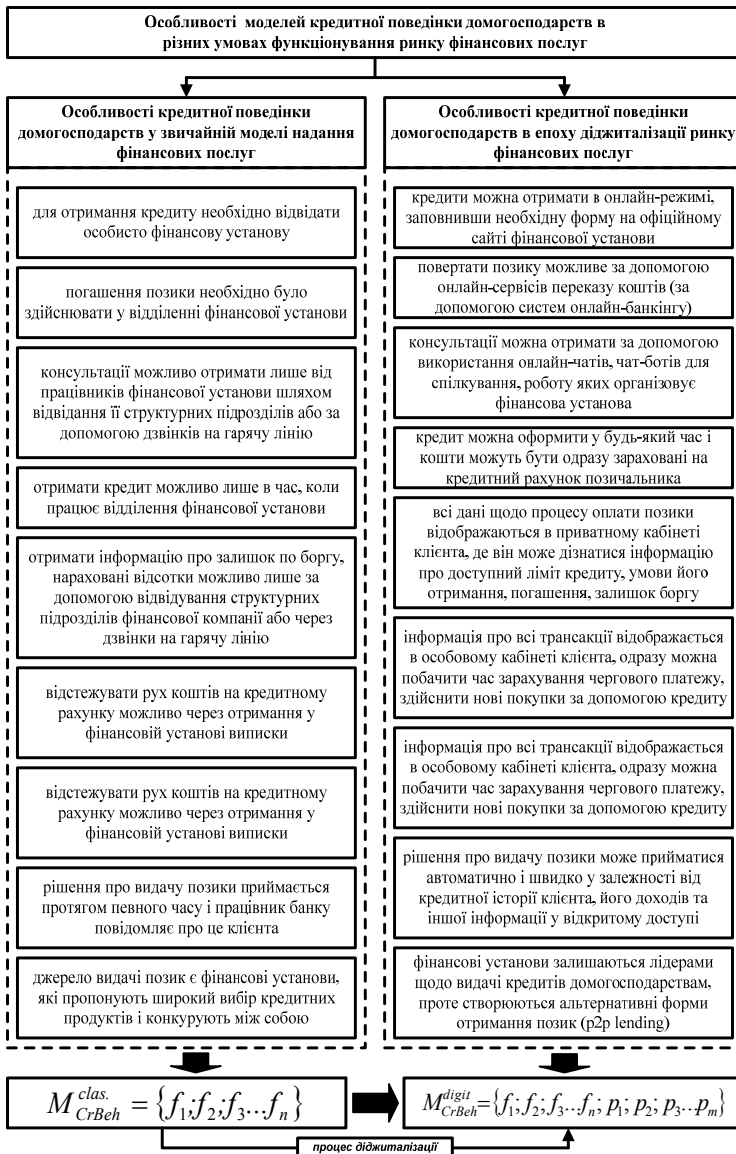 Особливості моделей кредитної поведінки домогосподарств в
різних умовах функціонування ринку фінансових послуг
Особливості кредитної поведінки
домогосподарств у звичайній моделі надання
фінансових послуг
для отримання кредиту необхідно відвідати
особисто фінансову установу
погашення позики необхідно було
здійснювати у відділенні фінансової установи
консультації можливо отримати лише від
працівників фінансової установи шляхом
відвідання її структурних підрозділів або за
допомогою дзвінків на гарячу лінію
отримати кредит можливо лише в час, коли
працює відділення фінансової установи
отримати інформацію про залишок по боргу,
нараховані відсотки можливо лише за
допомогою відвідування структурних
підрозділів фінансової компанії або через
дзвінки на гарячу лінію
відстежувати рух коштів на кредитному
рахунку можливо через отримання у
фінансовій установі виписки
відстежувати рух коштів на кредитному
рахунку можливо через отримання у
фінансовій установі виписки
рішення про видачу позики приймається
протягом певного часу і працівник банку
повідомляє про це клієнта
джерело видачі позик є фінансові установи,
які пропонують широкий вибір кредитних
продуктів і конкурують між собою
Особливості кредитної поведінки
домогосподарств в епоху діджиталізації ринку
фінансових послуг
кредити можна отримати в онлайн-режимі,
заповнивши необхідну форму на офіційному
сайті фінансової установи
повертати позику можливе за допомогою
онлайн-сервісів переказу коштів (за
допомогою систем онлайн-банкінгу)
консультації можна отримати за допомогою
використання онлайн-чатів, чат-ботів для
спілкування, роботу яких організовує
фінансова установа
кредит можна оформити у будь-який час і
кошти можуть бути одразу зараховані на
кредитний рахунок позичальника
всі дані щодо процесу оплати позики
відображаються в приватному кабінеті
клієнта, де він може дізнатися інформацію
про доступний ліміт кредиту, умови його
отримання, погашення, залишок боргу
інформація про всі трансакції відображається
в особовому кабінеті клієнта, одразу можна
побачити час зарахування чергового платежу,
здійснити нові покупки за допомогою кредиту
інформація про всі трансакції відображається
в особовому кабінеті клієнта, одразу можна
побачити час зарахування чергового платежу,
здійснити нові покупки за допомогою кредиту
рішення про видачу позики може прийматися
автоматично і швидко у залежності від
кредитної історії клієнта, його доходів та
іншої інформації у відкритому доступі
фінансові установи залишаються лідерами
щодо видачі кредитів домогосподарствам,
проте створюються альтернативні форми
отримання позик (p2p lending)
M^{clas.}_{CrBeh} = {f_1; f_2; f_3...f_n}
M^{digit}_{CrBeh} = {f_1; f_2; f_3...f_n; p_1; p_2; p_3...p_m}
процес діджиталізації